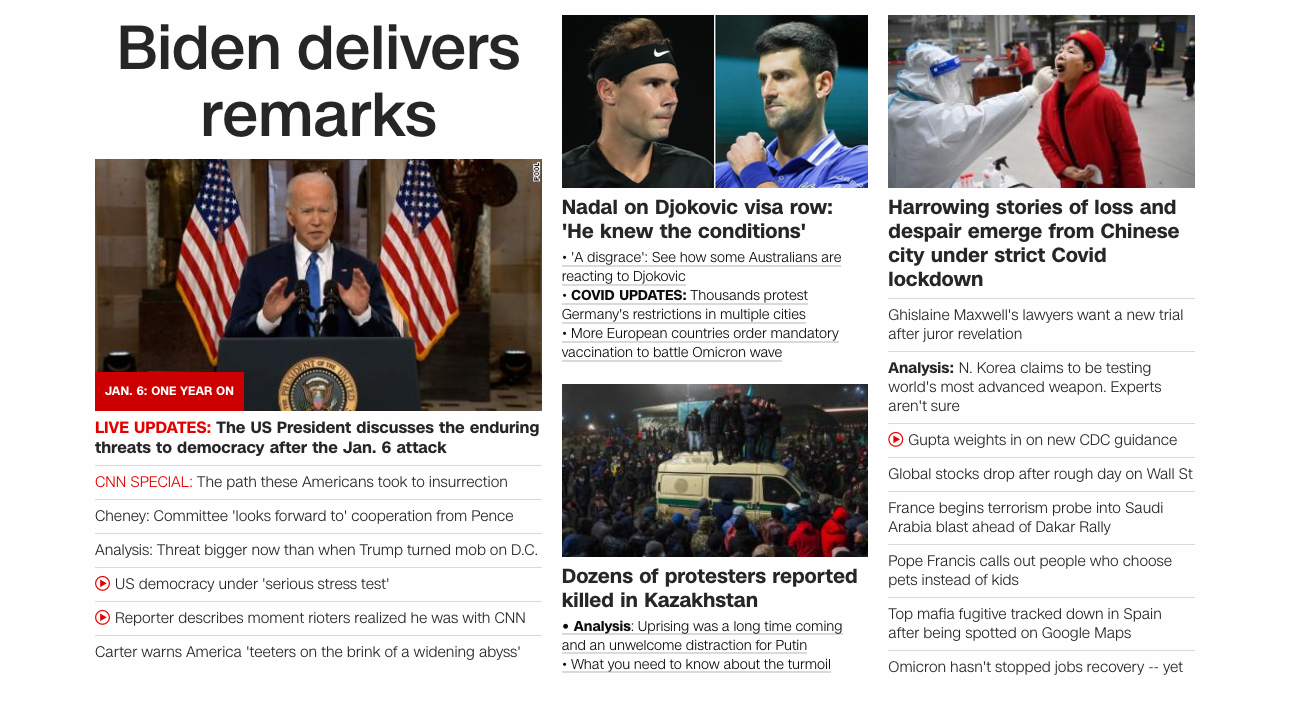 Biden delivers
remarks
POOL
JAN. 6: ONE YEAR ON
LIVE UPDATES: The US President discusses the enduring
threats to democracy after the Jan. 6 attack
CNN SPECIAL: The path these Americans took to insurrection
Cheney: Committee 'looks forward to' cooperation from Pence
Analysis: Threat bigger now than when Trump turned mob on D.C.
US democracy under 'serious stress test'
Reporter describes moment rioters realized he was with CNN
Carter warns America 'teeters on the brink of a widening abyss'
Nadal on Djokovic visa row:
'He knew the conditions'
• 'A disgrace': See how some Australians are
reacting to Djokovic
• COVID UPDATES: Thousands protest
Germany's restrictions in multiple cities
• More European countries order mandatory
vaccination to battle Omicron wave
Dozens of protesters reported
killed in Kazakhstan
• Analysis: Uprising was a long time coming
and an unwelcome distraction for Putin
• What you need to know about the turmoil
Harrowing stories of loss and
despair emerge from Chinese
city under strict Covid
lockdown
Ghislaine Maxwell's lawyers want a new trial
after juror revelation
Analysis: N. Korea claims to be testing
world's most advanced weapon. Experts
aren't sure
Gupta weights in on new CDC guidance
Global stocks drop after rough day on Wall St
France begins terrorism probe into Saudi
Arabia blast ahead of Dakar Rally
Pope Francis calls out people who choose
pets instead of kids
Top mafia fugitive tracked down in Spain
after being spotted on Google Maps
Omicron hasn't stopped jobs recovery -- yet